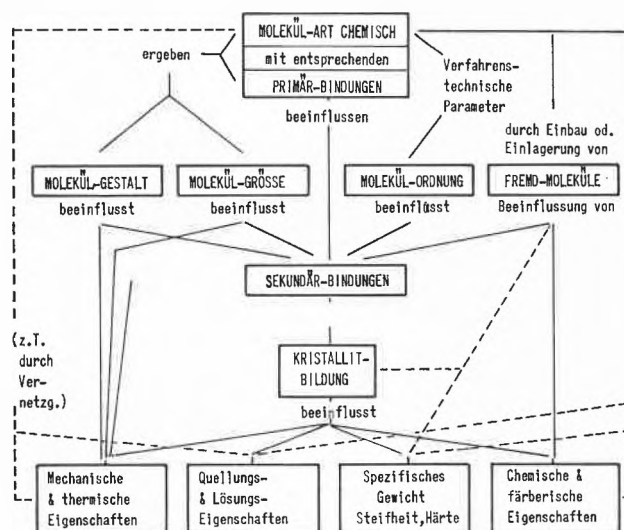 MOLEKÜL-ART CHEMISCH
mit entsprechenden
PRIMÄR-BINDUNGEN
ergeben
Verfahrens-
technische
Parameter
beeinflussen
durch Einbau od.
Einlagerung von
MOLEKÜL-GESTALT
MOLEKÜL-GRÖSSE
MOLEKÜL-ORDNUNG
FREMD-MOLEKÜLE
beeinflusst
beeinflusst
beeinflusst
Beeinflussung von
SEKUNDÄR-BINDUNGEN
(z.T.
durch
Ver-
netzg.)
KRISTALLIT-
BILDUNG
beeinflusst
Mechanische
& thermische
Eigenschaften
Quellungs-
& Lösungs-
Eigenschaften
Spezifisches
Gewicht
Steifheit,Härte
Chemische &
färberische
Eigenschaften